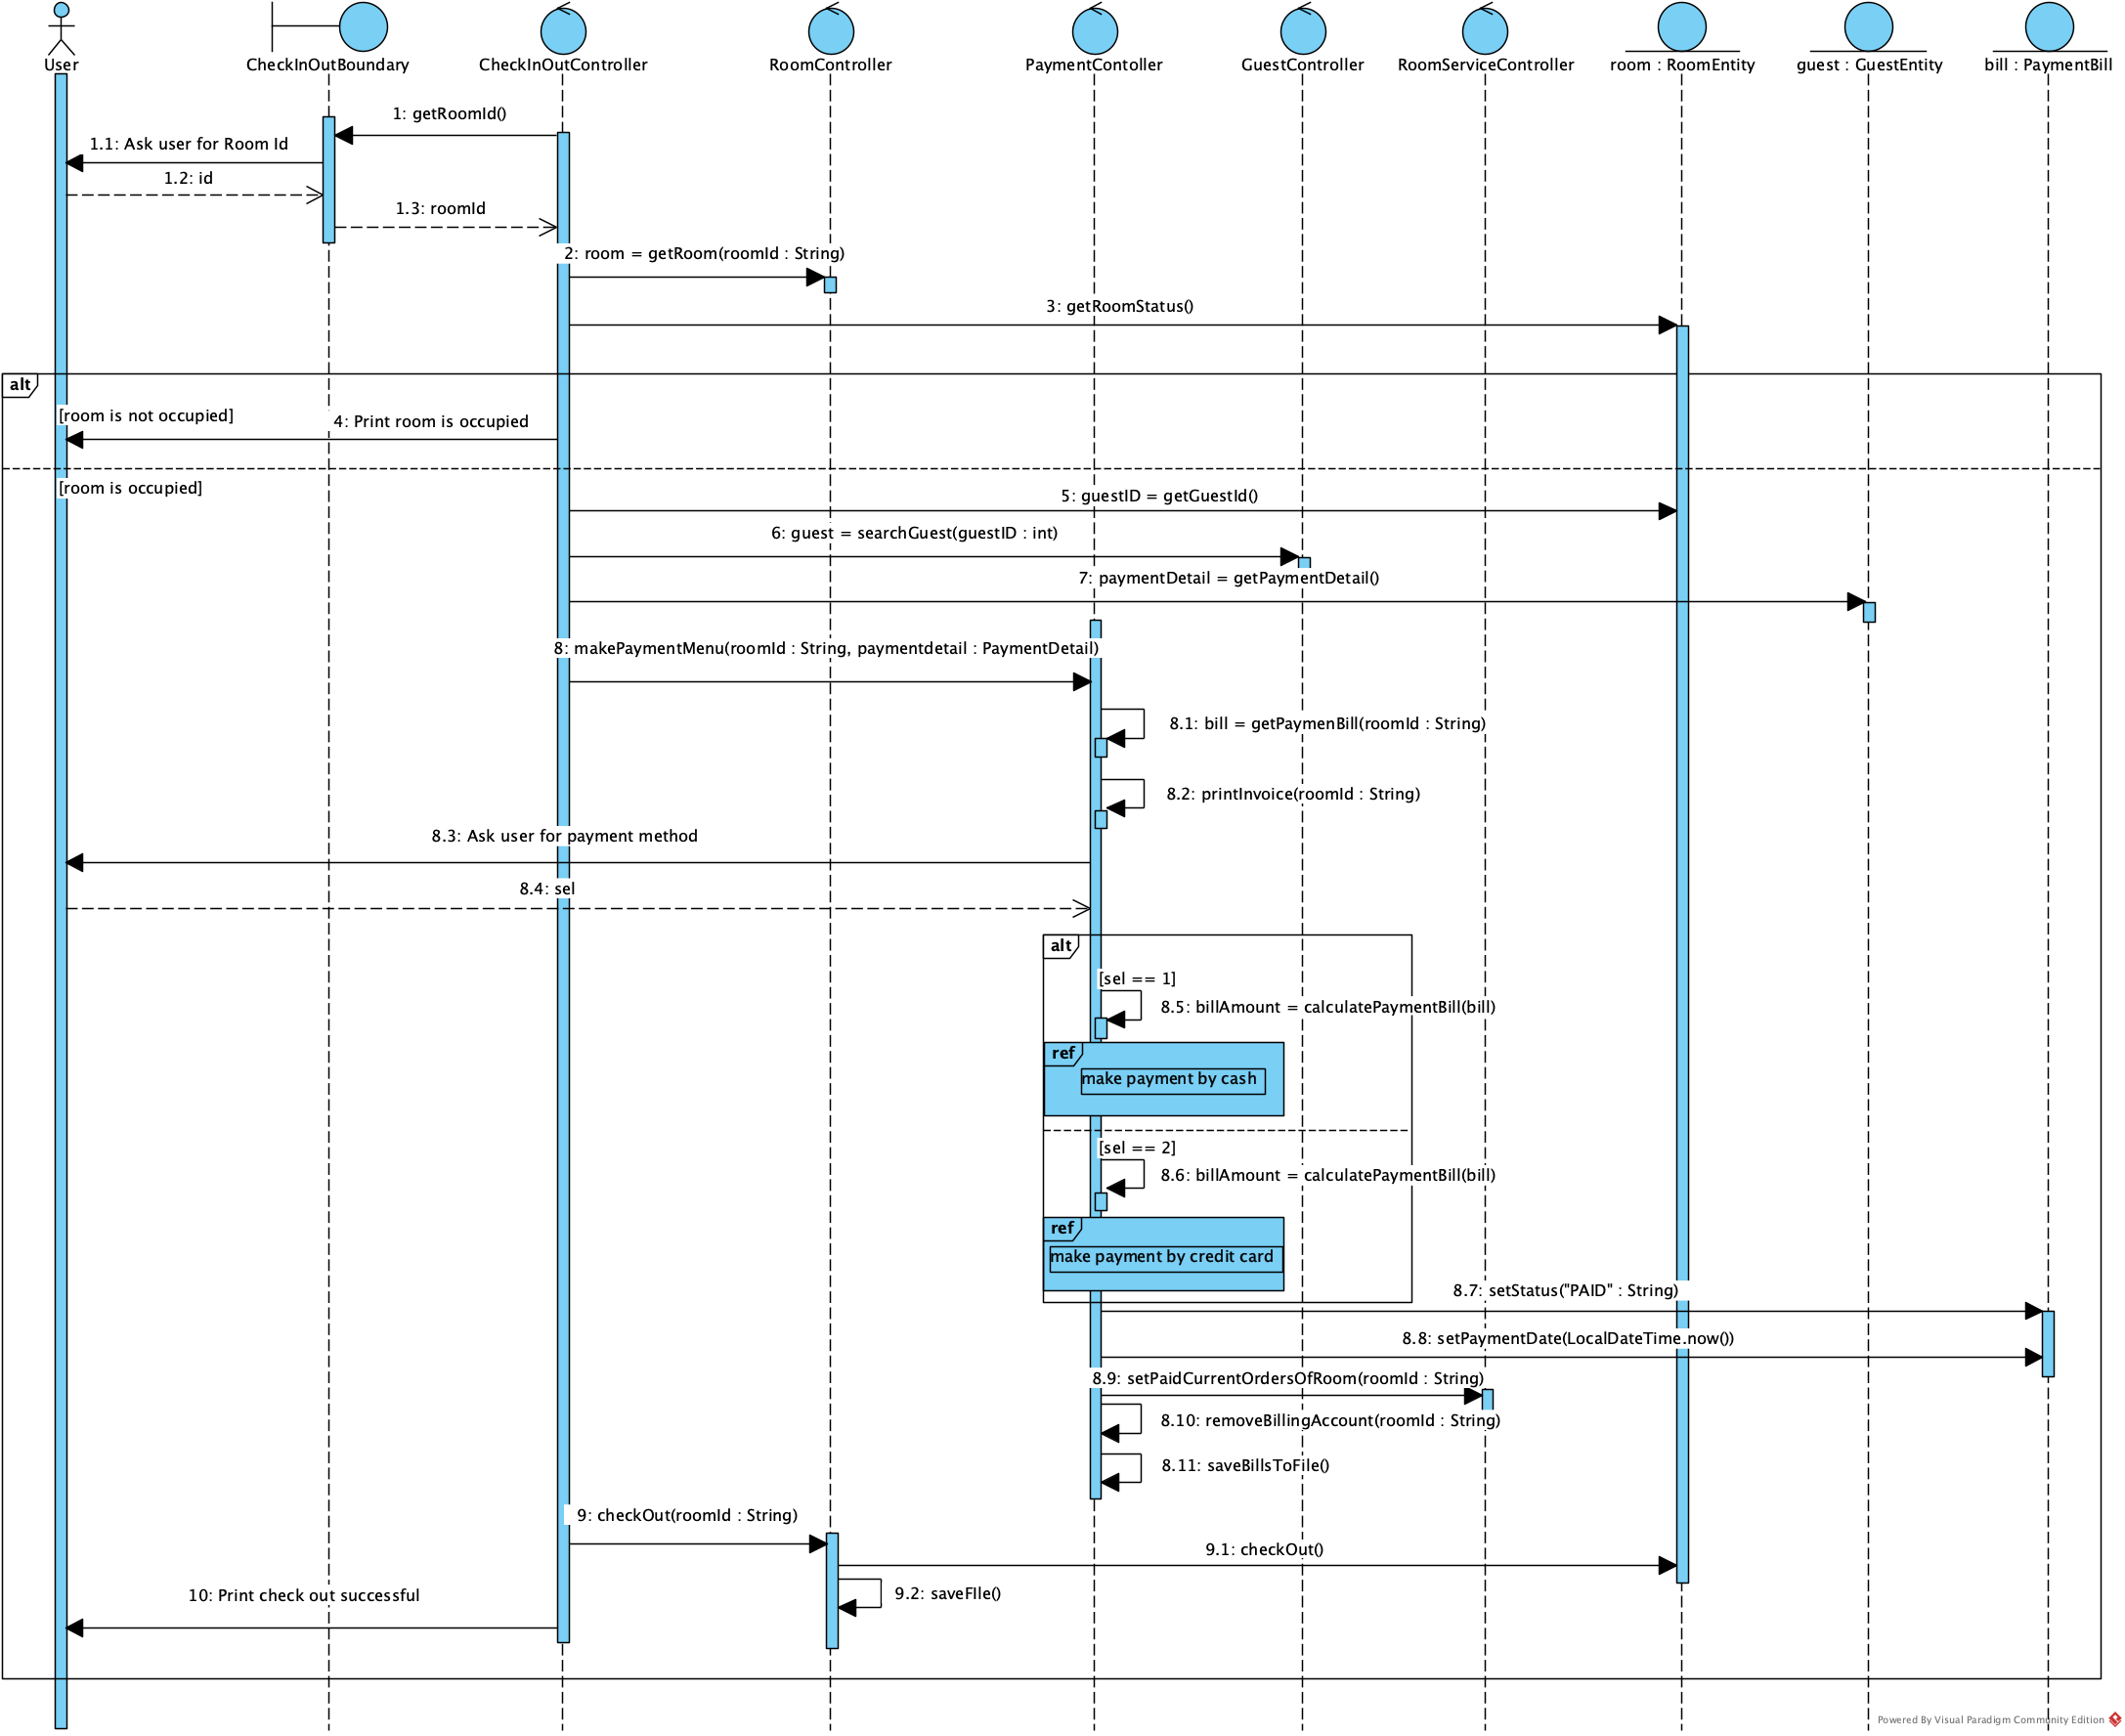 User
CheckInOutBoundary
CheckInOutController
RoomController
PaymentContoller
GuestController
RoomServiceController
room : RoomEntity
guest : GuestEntity
bill : PaymentBill
1: getRoomId()
1.1: Ask user for Room Id
1.2: id
1.3: roomId
2: room = getRoom(roomId : String)
3: getRoomStatus()
alt
[room is not occupied]
4: Print room is occupied
[room is occupied]
5: guestID = getGuestId()
6: guest = searchGuest(guestID : int)
7: paymentDetail = getPaymentDetail()
8: makePaymentMenu(roomId : String, paymentdetail : PaymentDetail)
8.1: bill = getPaymenBill(roomId : String)
8.2: printInvoice(roomId : String)
8.3: Ask user for payment method
8.4: sel
alt
[sel == 1]
8.5: billAmount = calculatePaymentBill(bill)
ref
make payment by cash
[sel == 2]
8.6: billAmount = calculatePaymentBill(bill)
ref
make payment by credit card
8.7: setStatus("PAID" : String)
8.8: setPaymentDate(LocalDateTime.now())
8.9: setPaidCurrentOrdersOfRoom(roomId : String)
8.10: removeBillingAccount(roomId : String)
8.11: saveBillsToFile()
9: checkOut(roomId : String)
9.1: checkOut()
9.2: saveFIle()
10: Print check out successful
Powered By Visual Paradigm Community Edition